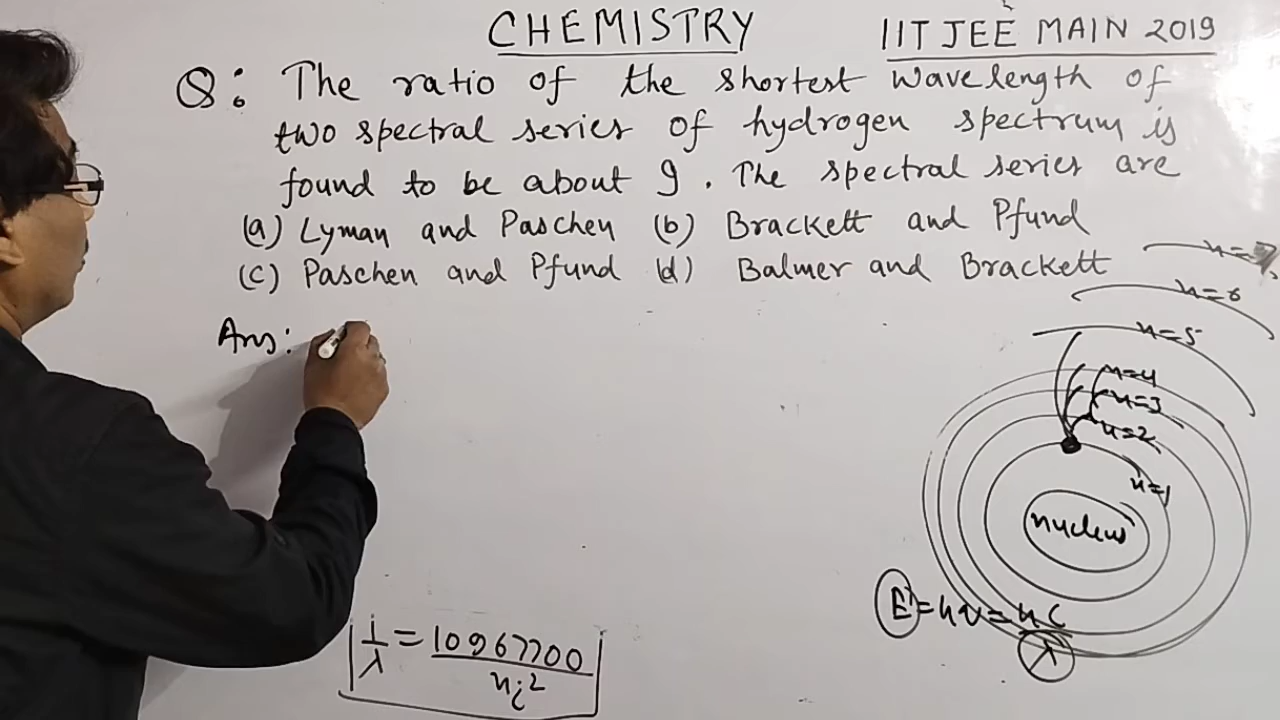 CHEMISTRY IIT JEE MAIN 2019
Q: The ratio of the shortest wavelength of
two spectral series of hydrogen spectrum is
found to be about 9. The spectral series are
(a) Lyman and Paschen (b) Brackett and Pfund
(c) Paschen and Pfund (d) Balmer and Brackett
Ans:
n=7
n=6
n=5
n=4
n=3
n=2
n=1
nucleus
E=hν=hc
λ
1/λ=10967700/ni²